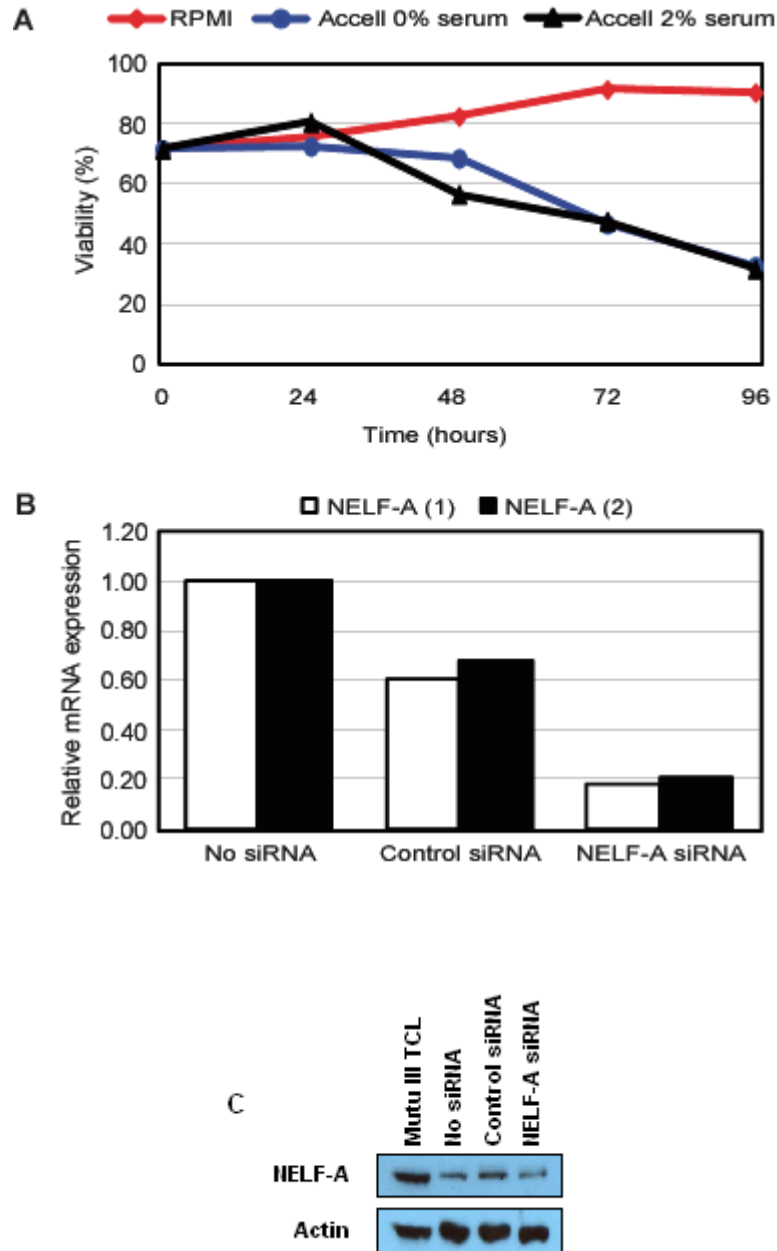 A
RPMI Accell 0% serum Accell 2% serum
100
80
60
40
20
0
Viability (%)
0 24 48 72 96
Time (hours)
B
NELF-A (1) NELF-A (2)
1.20
1.00
0.80
0.60
0.40
0.20
0.00
Relative mRNA expression
No siRNA Control siRNA NELF-A siRNA
C
Mutu III TCL
No siRNA
Control siRNA
NELF-A siRNA
NELF-A
Actin